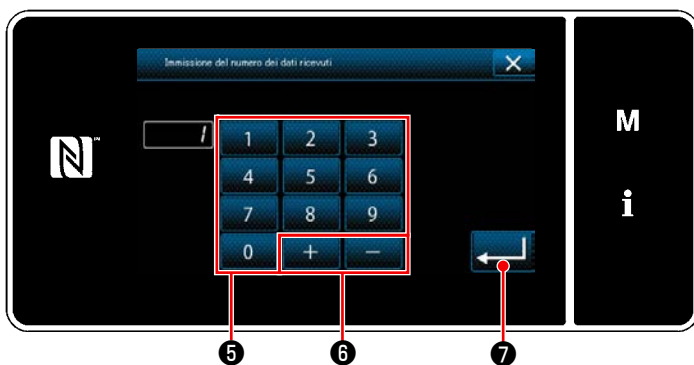 Immissione del numero dei dati ricevuti
1
1 2 3
4 5 6
7 8 9
0 + −
N™
M
i
❺ ❻ ❼